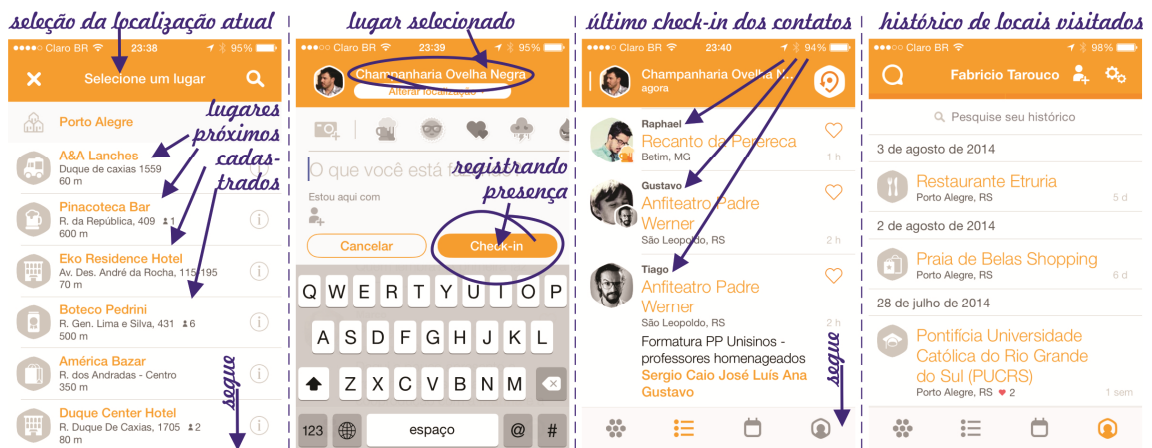 seleção da localização atual
Claro BR 23:38 95%
Selecione um lugar
lugares
próximos
cadas-
trados
Porto Alegre
A&A Lanches
Duque de caxias 1559
60 m
Pinacoteca Bar
R. da República, 409 1
600 m
Eko Residence Hotel
Av. Des. André da Rocha, 115/195
70 m
Boteco Pedrini
R. Gen. Lima e Silva, 431 6
500 m
América Bazar
R. dos Andradas - Centro
350 m
Duque Center Hotel
R. Duque De Caxias, 1705 2
80 m
segue
lugar selecionado
Claro BR 23:39 95%
Champanharia Ovelha Negra
Alterar localização
O que você está
registrando
presença
Estou aqui com
Cancelar
Check-in
Q W E R T Y U I O P
A S D F G H J K L
Z X C V B N M
123 espaço @ #
último check-in dos contatos
Claro BR 23:40 94%
Champanharia Ovelha N...
agora
Raphael
Recanto da Perereca
Betim, MG 1 h
Gustavo
Anfiteatro Padre
Werner
São Leopoldo, RS 2 h
Tiago
Anfiteatro Padre
Werner
São Leopoldo, RS 2 h
Formatura PP Unisinos -
professores homenageados
Sergio Caio José Luís Ana
Gustavo
segue
histórico de locais visitados
Claro BR 98%
Fabricio Tarouco
Pesquise seu histórico
3 de agosto de 2014
Restaurante Etruria
Porto Alegre, RS 5 d
2 de agosto de 2014
Praia de Belas Shopping
Porto Alegre, RS 6 d
28 de julho de 2014
Pontifícia Universidade
Católica do Rio Grande
do Sul (PUCRS)
Porto Alegre, RS 2 1 sem